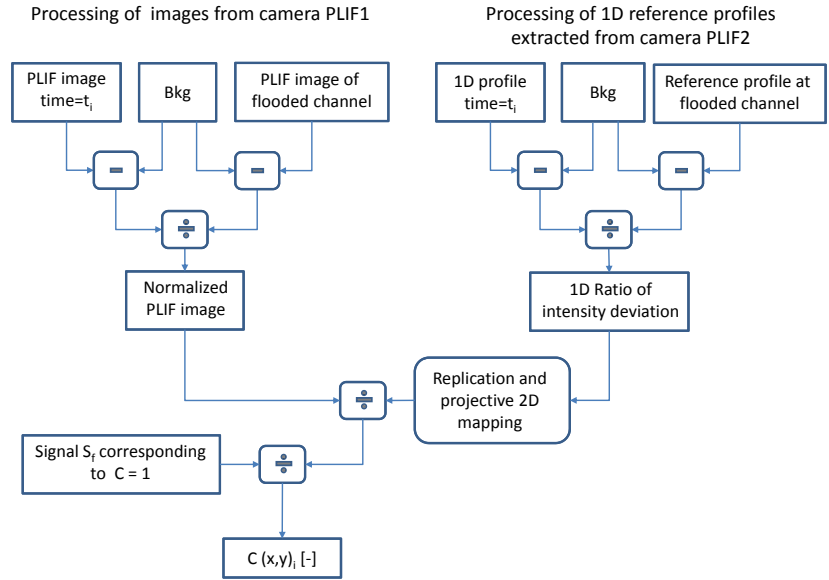 Processing of images from camera PLIF1
Processing of 1D reference profiles
extracted from camera PLIF2
PLIF image
time=tᵢ
Bkg
PLIF image of
flooded channel
1D profile
time=tᵢ
Bkg
Reference profile at
flooded channel
-
-
-
-
÷
÷
Normalized
PLIF image
1D Ratio of
intensity deviation
÷
Replication and
projective 2D
mapping
Signal S_f corresponding
to C = 1
÷
C (x,y)ᵢ [-]